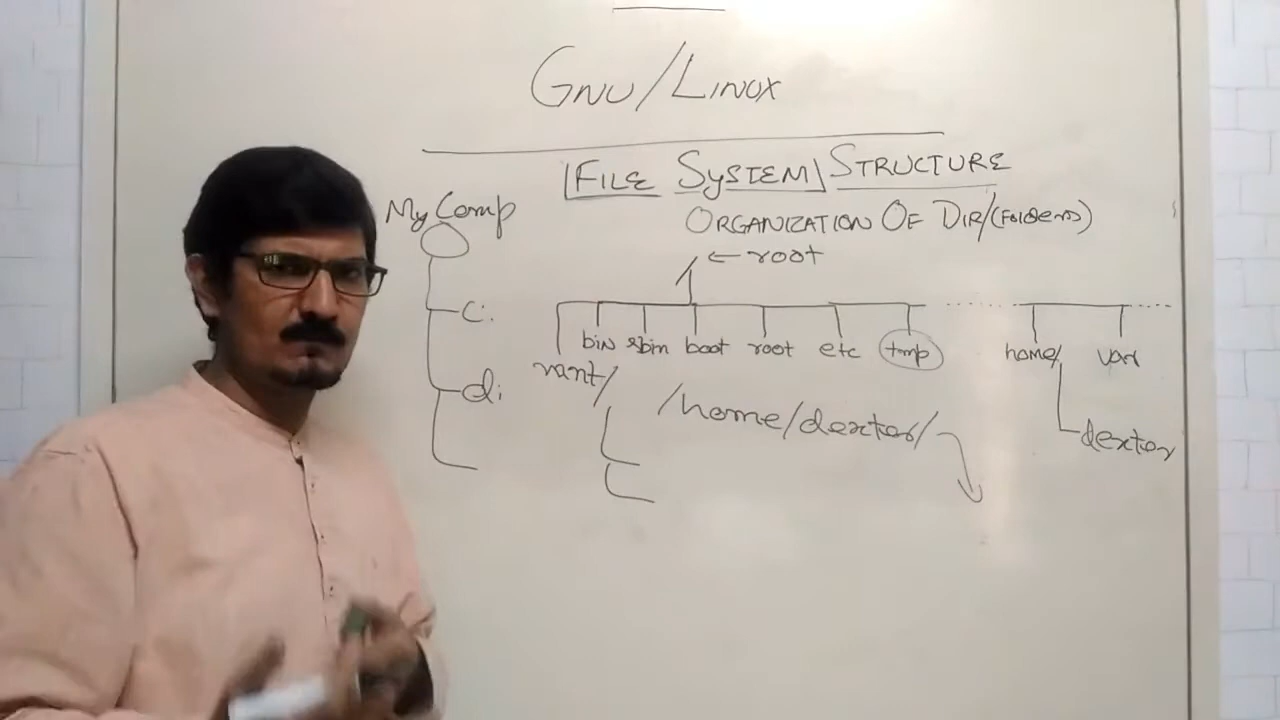 GNU/LINUX
FILE SYSTEM STRUCTURE
My Comp
ORGANIZATION OF DIR/(Folders)
/ ← root
C:
bin sbin boot root etc tmp home/ var
d:
/home/dexter/
dexter